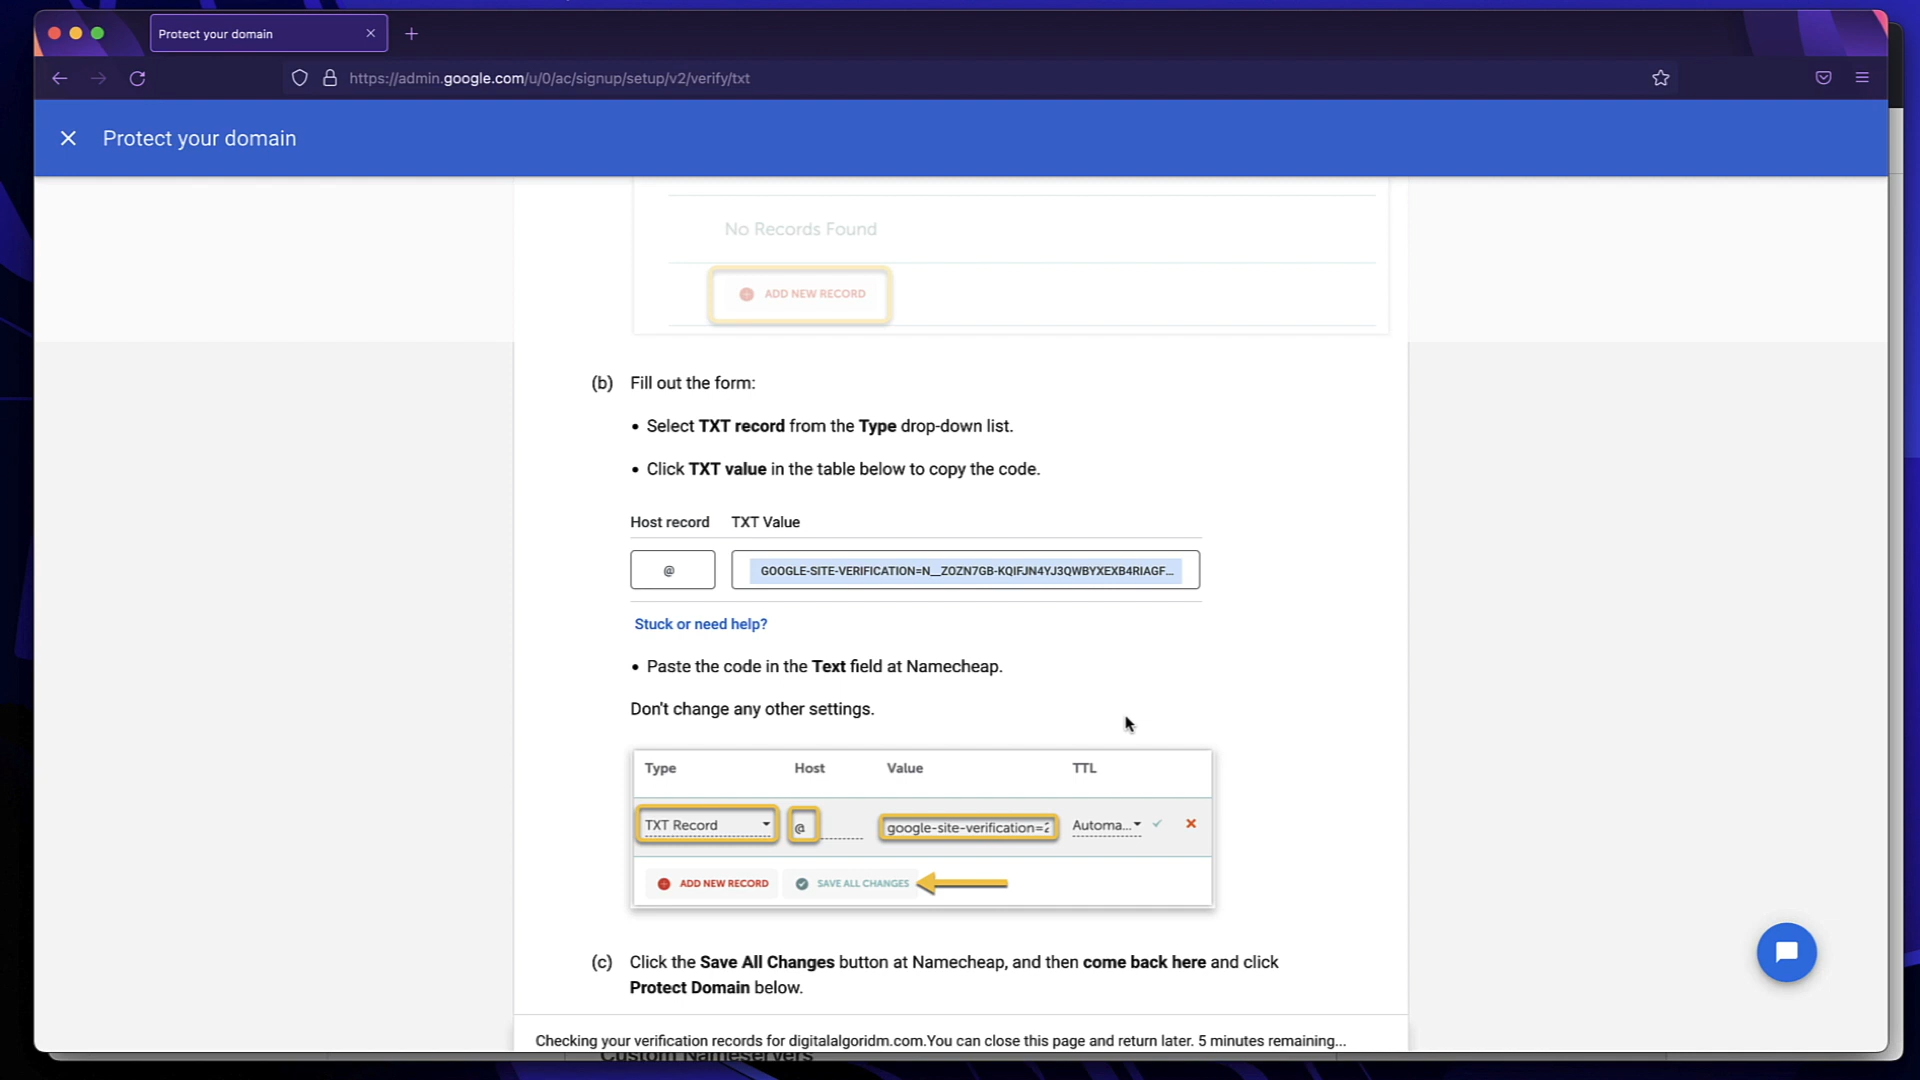 Protect your domain
https://admin.google.com/u/0/ac/signup/setup/v2/verify/txt
Protect your domain
No Records Found
ADD NEW RECORD
(b) Fill out the form:
• Select TXT record from the Type drop-down list.
• Click TXT value in the table below to copy the code.
Host record TXT Value
@ GOOGLE-SITE-VERIFICATION=N__ZOZN7GB-KQIFJN4YJ3QWBYXEXB4RIAGF...
Stuck or need help?
• Paste the code in the Text field at Namecheap.
Don't change any other settings.
Type Host Value TTL
TXT Record @ google-site-verification=2 Automa...
ADD NEW RECORD SAVE ALL CHANGES
(c) Click the Save All Changes button at Namecheap, and then come back here and click
Protect Domain below.
Checking your verification records for digitalalgoridm.com.You can close this page and return later. 5 minutes remaining...
Custom Nameservers